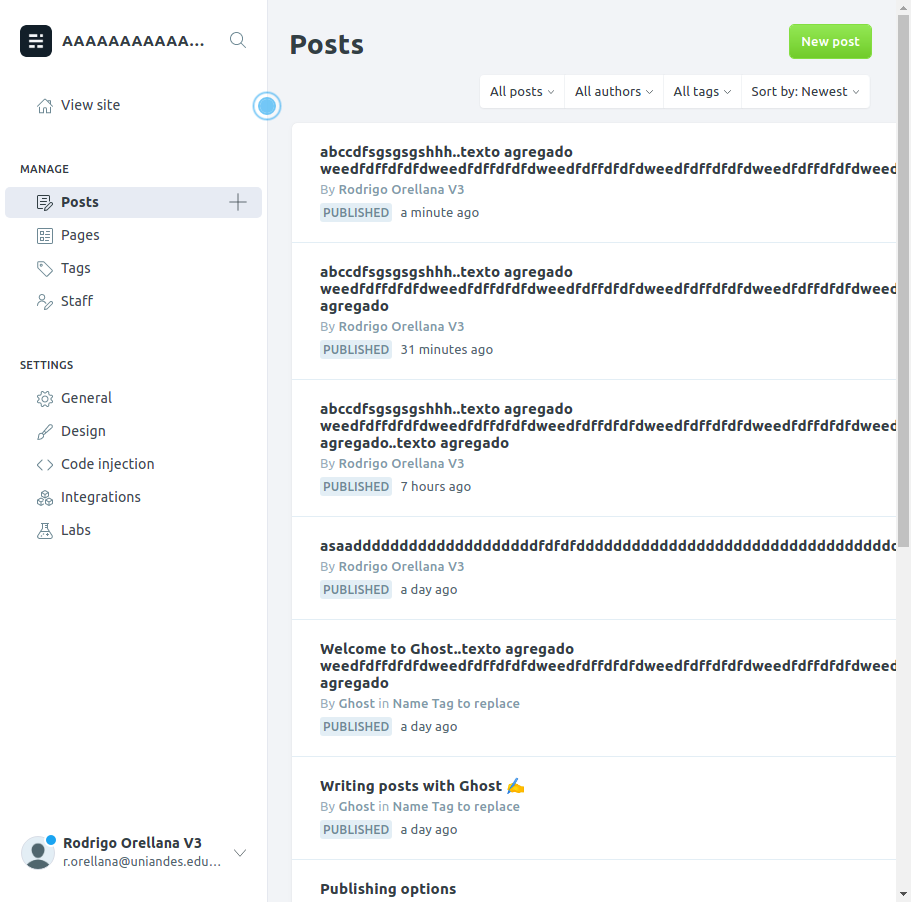 AAAAAAAAAAA...
View site
MANAGE
Posts
Pages
Tags
Staff
SETTINGS
General
Design
Code injection
Integrations
Labs
Rodrigo Orellana V3
r.orellana@uniandes.edu...
Posts
New post
All posts
All authors
All tags
Sort by: Newest
abccdfsgsgsgshhh..texto agregado
weedfdffdfdfdweedfdffdfdfdweedfdffdfdfdweedfdffdfdfdweedfdffdfdfdweed
By Rodrigo Orellana V3
PUBLISHED a minute ago
abccdfsgsgsgshhh..texto agregado
weedfdffdfdfdweedfdffdfdfdweedfdffdfdfdweedfdffdfdfdweedfdffdfdfdweed
agregado
By Rodrigo Orellana V3
PUBLISHED 31 minutes ago
abccdfsgsgsgshhh..texto agregado
weedfdffdfdfdweedfdffdfdfdweedfdffdfdfdweedfdffdfdfdweedfdffdfdfdweed
agregado..texto agregado
By Rodrigo Orellana V3
PUBLISHED 7 hours ago
By Rodrigo Orellana V3
PUBLISHED a day ago
Welcome to Ghost..texto agregado
weedfdffdfdfdweedfdffdfdfdweedfdffdfdfdweedfdffdfdfdweedfdffdfdfdweed
agregado
By Ghost in Name Tag to replace
PUBLISHED a day ago
Writing posts with Ghost ✍️
By Ghost in Name Tag to replace
PUBLISHED a day ago
Publishing options